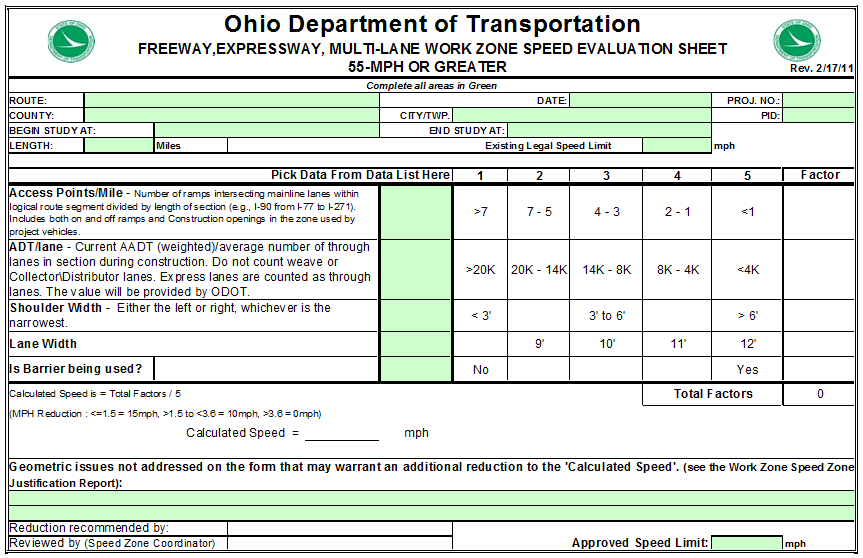 Ohio Department of Transportation
FREEWAY,EXPRESSWAY, MULTI-LANE WORK ZONE SPEED EVALUATION SHEET
55-MPH OR GREATER
Rev. 2/17/11
Complete all areas in Green
ROUTE: DATE: PROJ. NO.:
COUNTY: CITY/TWP. PID:
BEGIN STUDY AT: END STUDY AT:
LENGTH: Miles Existing Legal Speed Limit mph
Pick Data From Data List Here 1 2 3 4 5 Factor
Access Points/Mile - Number of ramps intersecting mainline lanes within
logical route segment divided by length of section (e.g., I-90 from I-77 to I-271).
Includes both on and off ramps and Construction openings in the zone used by
project vehicles.
>7 7 - 5 4 - 3 2 - 1 <1
ADT/lane - Current AADT (weighted)/average number of through
lanes in section during construction. Do not count weave or
Collector\Distributor lanes. Express lanes are counted as through
lanes. The value will be provided by ODOT.
>20K 20K - 14K 14K - 8K 8K - 4K <4K
Shoulder Width - Either the left or right, whichever is the
narrowest.
< 3' 3' to 6' > 6'
Lane Width 9' 10' 11' 12'
Is Barrier being used? No Yes
Calculated Speed is = Total Factors / 5 Total Factors 0
(MPH Reduction : <=1.5 = 15mph, >1.5 to <3.6 = 10mph, >3.6 = 0mph)
Calculated Speed = mph
Geometric issues not addressed on the form that may warrant an additional reduction to the 'Calculated Speed'. (see the Work Zone Speed Zone
Justification Report):
Reduction recommended by:
Reviewed by (Speed Zone Coordinator) Approved Speed Limit: mph